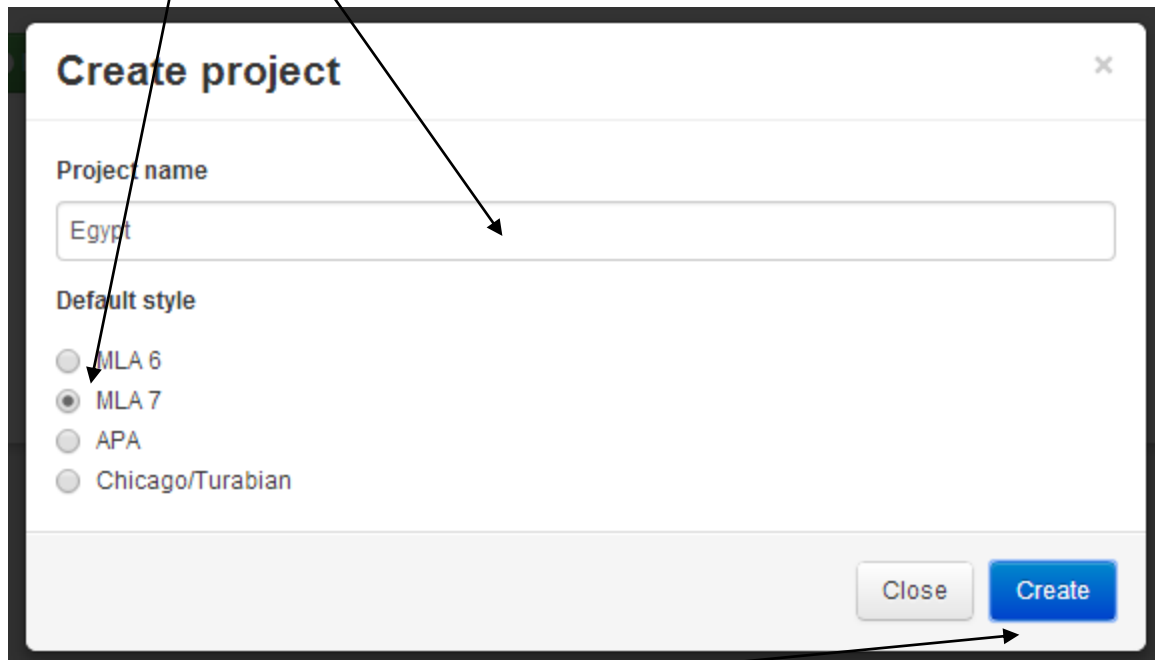 Create project
×
Project name
Egypt
Default style
MLA 6
MLA 7
APA
Chicago/Turabian
Close
Create